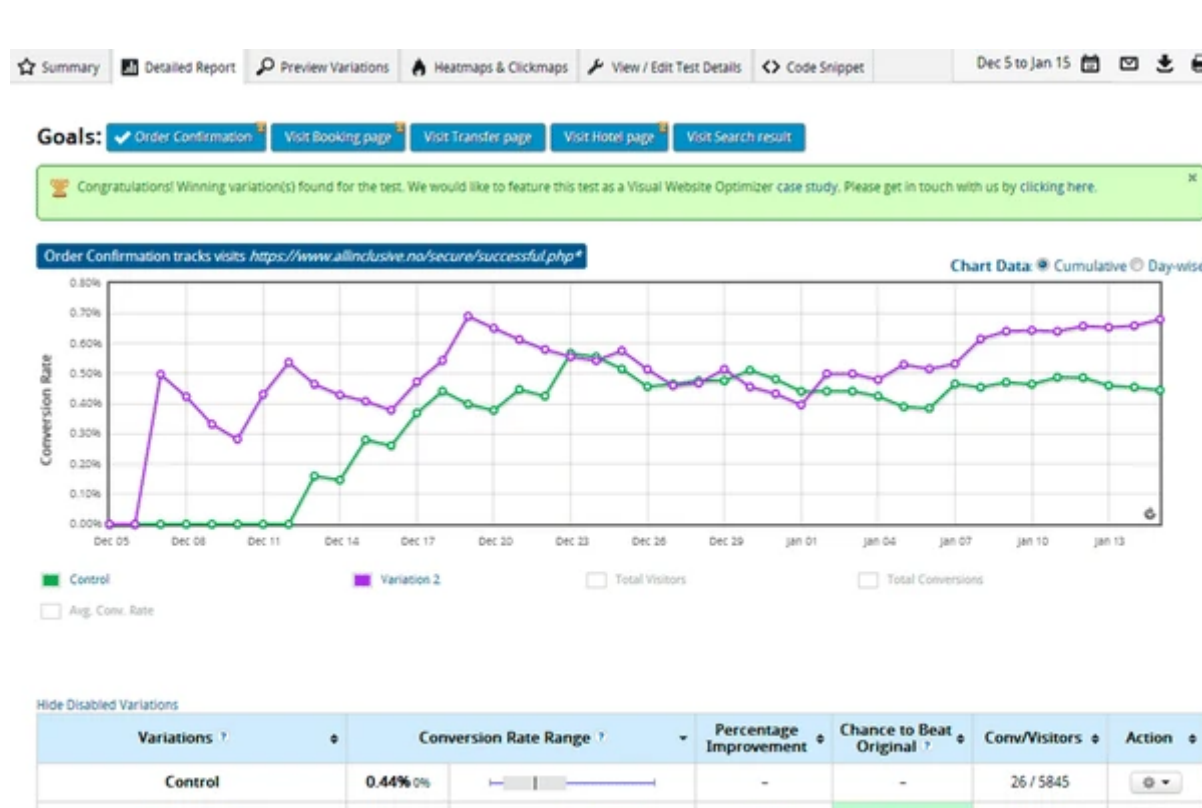 Summary Detailed Report Preview Variations Heatmaps & Clickmaps View / Edit Test Details Code Snippet Dec 5 to Jan 15
Goals: Order Confirmation Visit Booking page Visit Transfer page Visit Hotel page Visit Search result
Congratulations! Winning variation(s) found for the test. We would like to feature this test as a Visual Website Optimizer case study. Please get in touch with us by clicking here. ×
Order Confirmation tracks visits https://www.allinclusive.no/secure/successful.php*
Chart Data: Cumulative Day-wise
0.80%
0.70%
0.60%
0.50%
0.40%
0.30%
0.20%
0.10%
0.00%
Conversion Rate
Dec 05 Dec 08 Dec 11 Dec 14 Dec 17 Dec 20 Dec 23 Dec 26 Dec 29 Jan 01 Jan 04 Jan 07 Jan 10 Jan 13
Control Variation 2 Total Visitors Total Conversions
Avg. Conv. Rate
Hide Disabled Variations
Variations ? Conversion Rate Range ? Percentage Improvement Chance to Beat Original ? Conv/Visitors Action
Control 0.44% 0% – – 26 / 5845